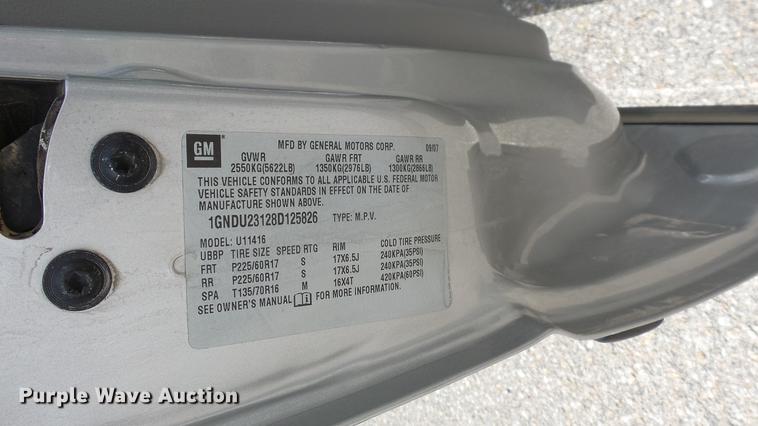 GM
MFD BY GENERAL MOTORS CORP. 09/07
GVWR GAWR FRT GAWR RR
2550KG(5622LB) 1350KG(2976LB) 1300KG(2866LB)
THIS VEHICLE CONFORMS TO ALL APPLICABLE U.S. FEDERAL MOTOR
VEHICLE SAFETY STANDARDS IN EFFECT ON THE DATE OF
MANUFACTURE SHOWN ABOVE.
1GNDU23128D125826 TYPE: M.P.V.
MODEL: U11416
UBBP TIRE SIZE SPEED RTG RIM COLD TIRE PRESSURE
FRT P225/60R17 S 17X6.5J 240KPA(35PSI)
RR P225/60R17 S 17X6.5J 240KPA(35PSI)
SPA T135/70R16 M 16X4T 420KPA(60PSI)
SEE OWNER'S MANUAL FOR MORE INFORMATION.
Purple Wave Auction